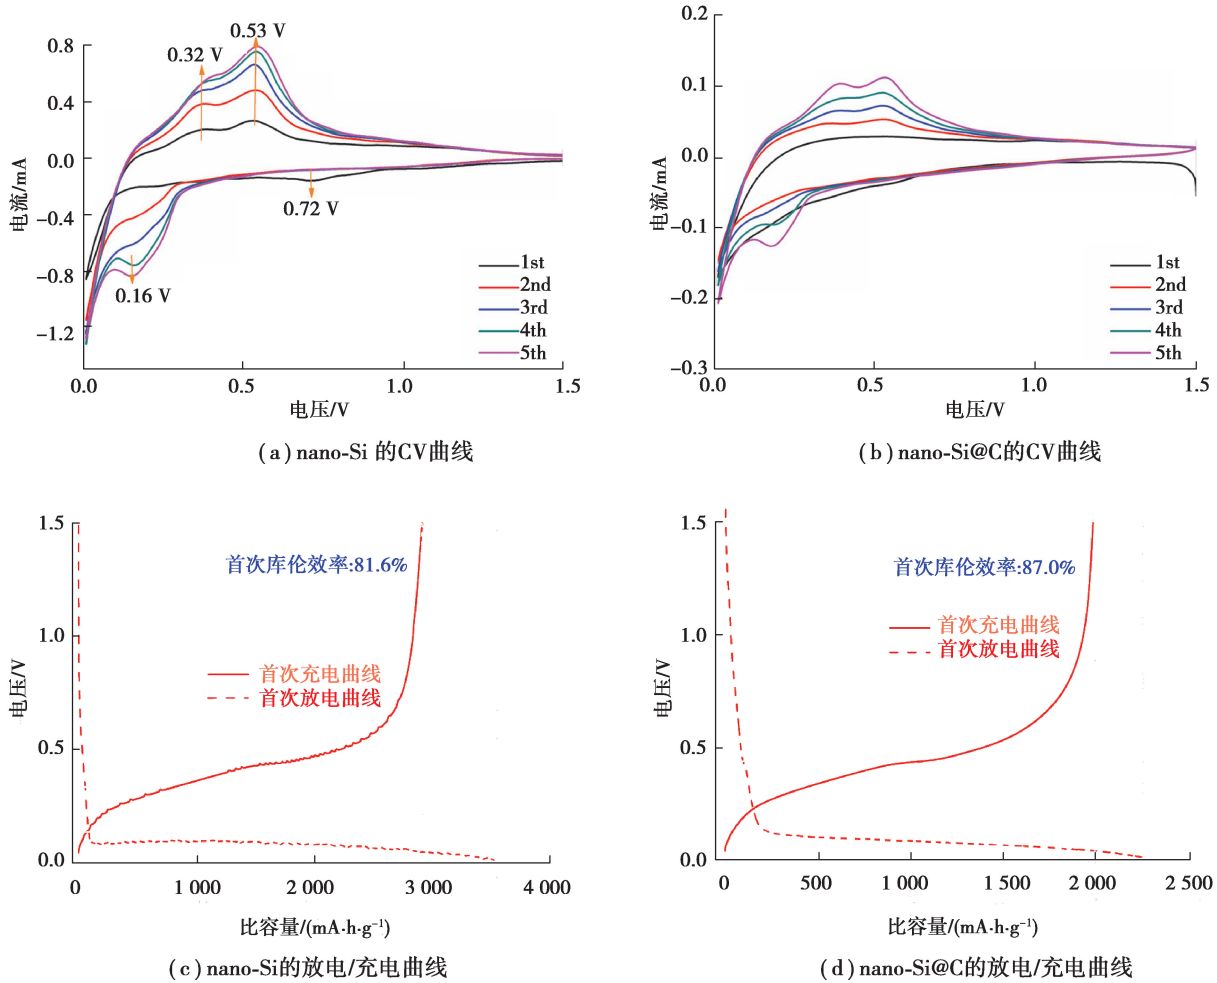 0.53 V
0.32 V
0.8
0.4
0.0
−0.4
−0.8
−1.2
0.72 V
0.16 V
1st
2nd
3rd
4th
5th
0.0
0.5
1.0
1.5
电流/mA
电压/V
(a)nano-Si 的CV曲线
0.2
0.1
0.0
−0.1
−0.2
−0.3
1st
2nd
3rd
4th
5th
0.0
0.5
1.0
1.5
电流/mA
电压/V
(b)nano-Si@C的CV曲线
1.5
1.0
0.5
0.0
首次库伦效率:81.6%
首次充电曲线
首次放电曲线
0
1 000
2 000
3 000
4 000
电压/V
比容量/(mA·h·g⁻¹)
(c)nano-Si的放电/充电曲线
1.5
1.0
0.5
0.0
首次库伦效率:87.0%
首次充电曲线
首次放电曲线
0
500
1 000
1 500
2 000
2 500
电压/V
比容量/(mA·h·g⁻¹)
(d)nano-Si@C的放电/充电曲线